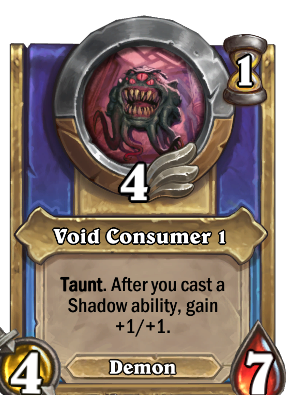 1
4
Void Consumer 1
Taunt. After you cast a
Shadow ability, gain
+1/+1.
Demon
4
7